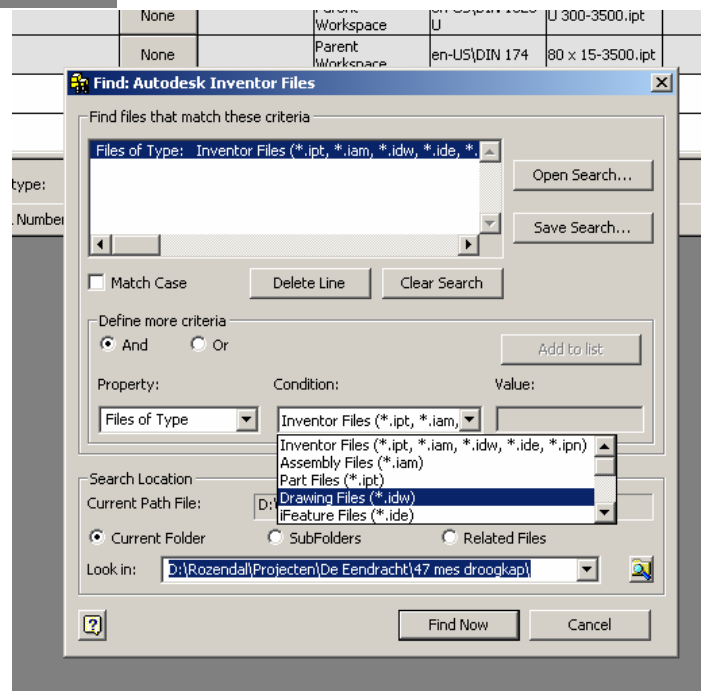 None
Parent
Workspace
en-US\DIN 1026
U
U 300-3500.ipt
None
Parent
Workspace
en-US\DIN 174
80 x 15-3500.ipt
Find: Autodesk Inventor Files
Find files that match these criteria
Files of Type: Inventor Files (*.ipt, *.iam, *.idw, *.ide, *.
Open Search...
type:
Number
Save Search...
Match Case
Delete Line
Clear Search
Define more criteria
And
Or
Add to list
Property:
Condition:
Value:
Files of Type
Inventor Files (*.ipt, *.iam,
Inventor Files (*.ipt, *.iam, *.idw, *.ide, *.ipn)
Assembly Files (*.iam)
Part Files (*.ipt)
Drawing Files (*.idw)
iFeature Files (*.ide)
Search Location
Current Path File:
D:\
Current Folder
SubFolders
Related Files
Look in:
D:\Rozendal\Projecten\De Eendracht\47 mes droogkap\
Find Now
Cancel